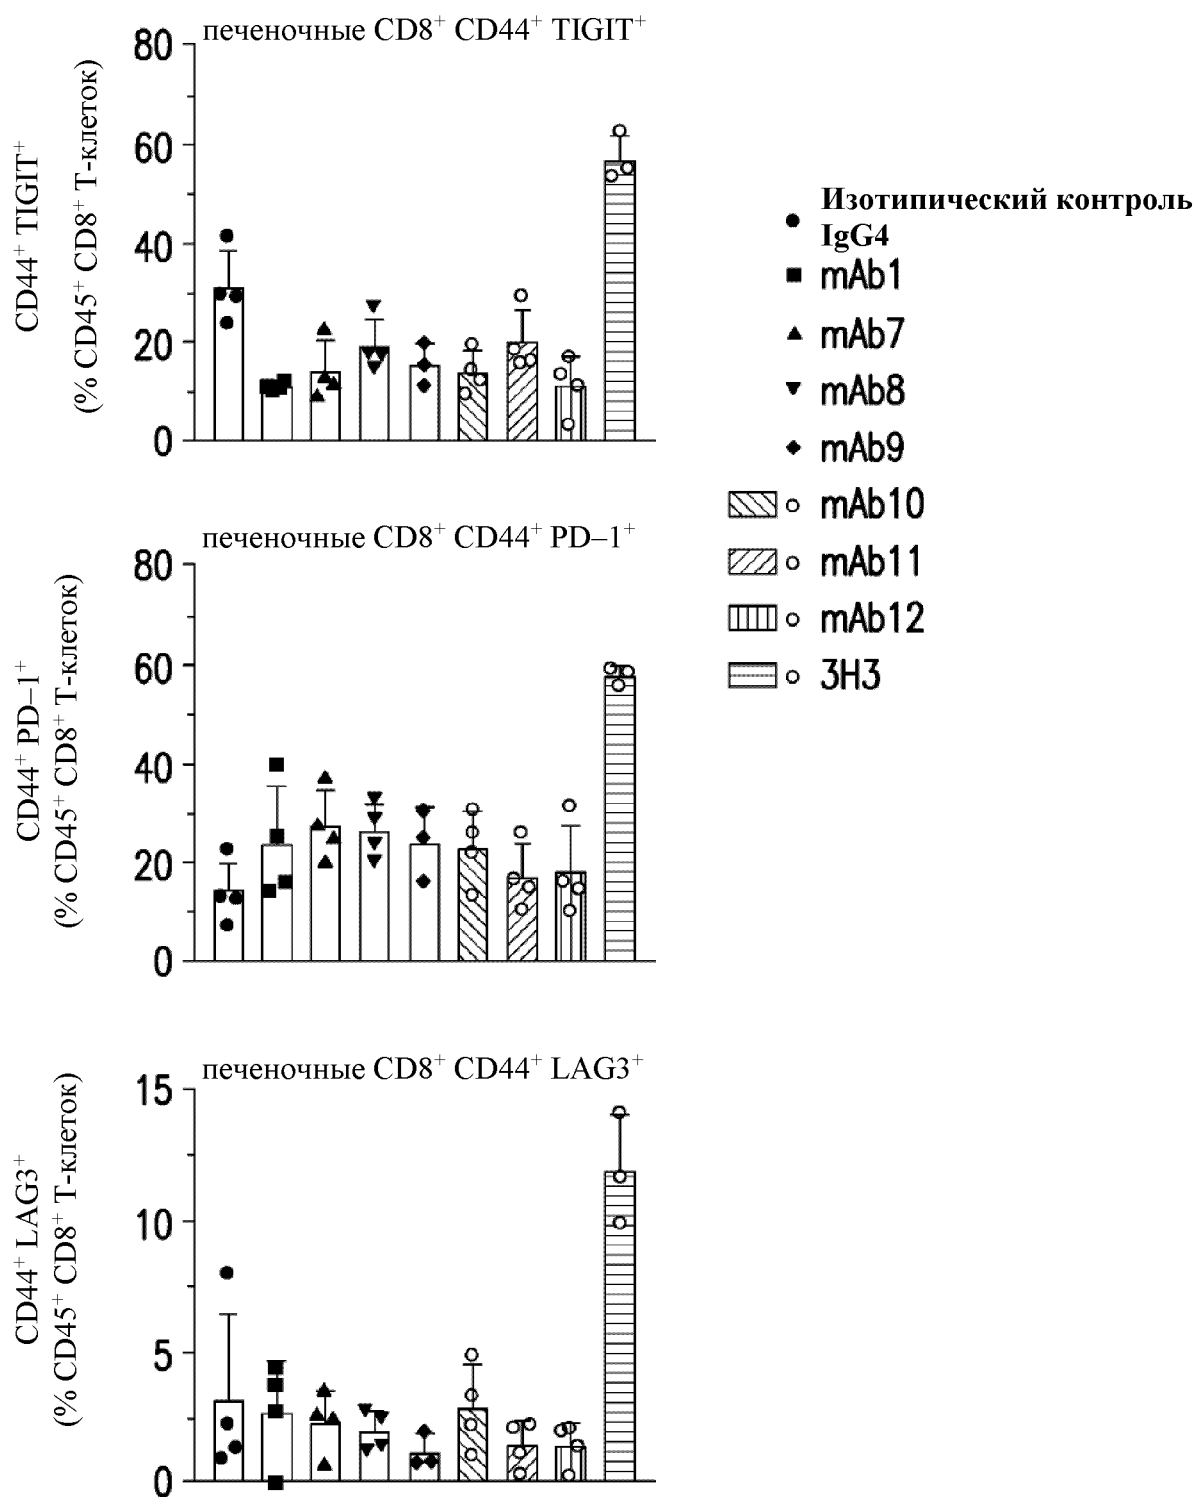 печеночные CD8⁺ CD44⁺ TIGIT⁺
CD44⁺ TIGIT⁺
(% CD45⁺ CD8⁺ Т-клеток)
80
60
40
20
0
Изотипический контроль
IgG4
mAb1
mAb7
mAb8
mAb9
mAb10
mAb11
mAb12
3H3
печеночные CD8⁺ CD44⁺ PD–1⁺
CD44⁺ PD–1⁺
(% CD45⁺ CD8⁺ Т-клеток)
80
60
40
20
0
печеночные CD8⁺ CD44⁺ LAG3⁺
CD44⁺ LAG3⁺
(% CD45⁺ CD8⁺ Т-клеток)
15
10
5
0